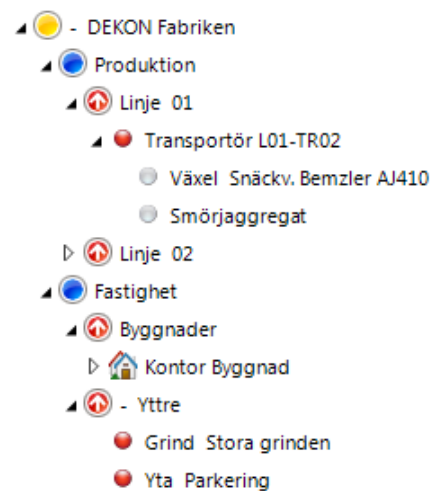 - DEKON Fabriken
Produktion
Linje 01
Transportör L01-TR02
Växel Snäckv. Bemzler AJ410
Smörjaggregat
Linje 02
Fastighet
Byggnader
Kontor Byggnad
- Yttre
Grind Stora grinden
Yta Parkering